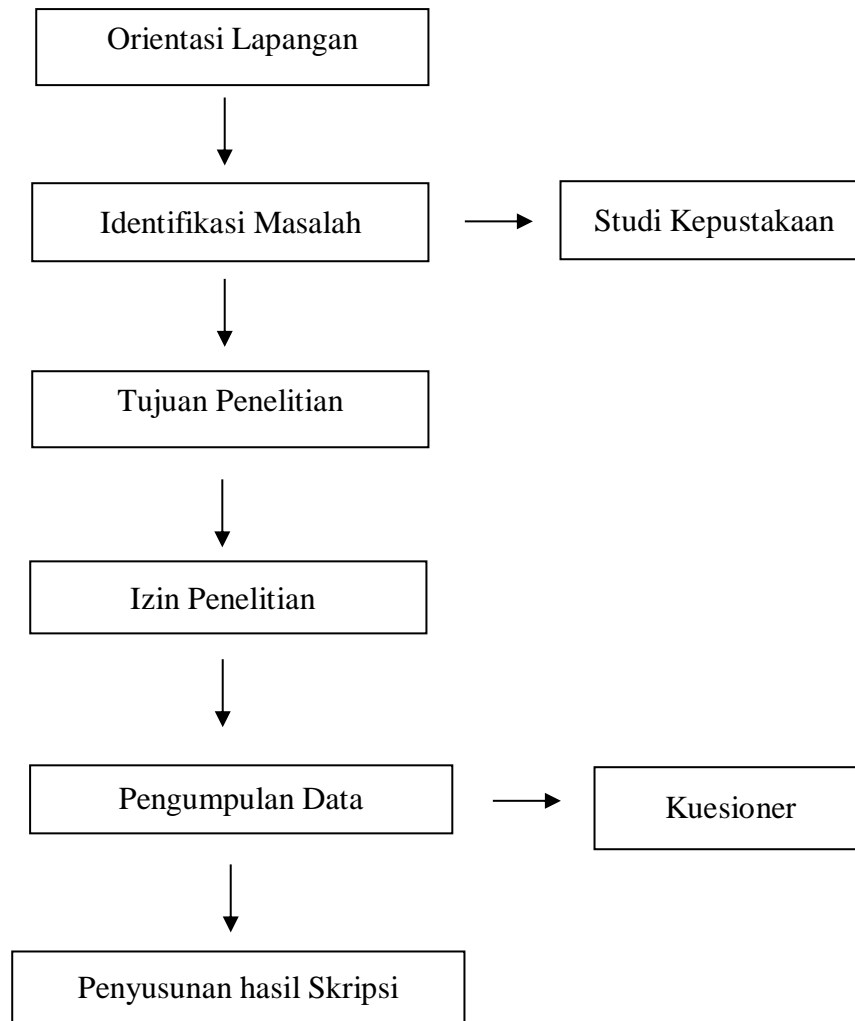 Orientasi Lapangan
Identifikasi Masalah
Studi Kepustakaan
Tujuan Penelitian
Izin Penelitian
Pengumpulan Data
Kuesioner
Penyusunan hasil Skripsi